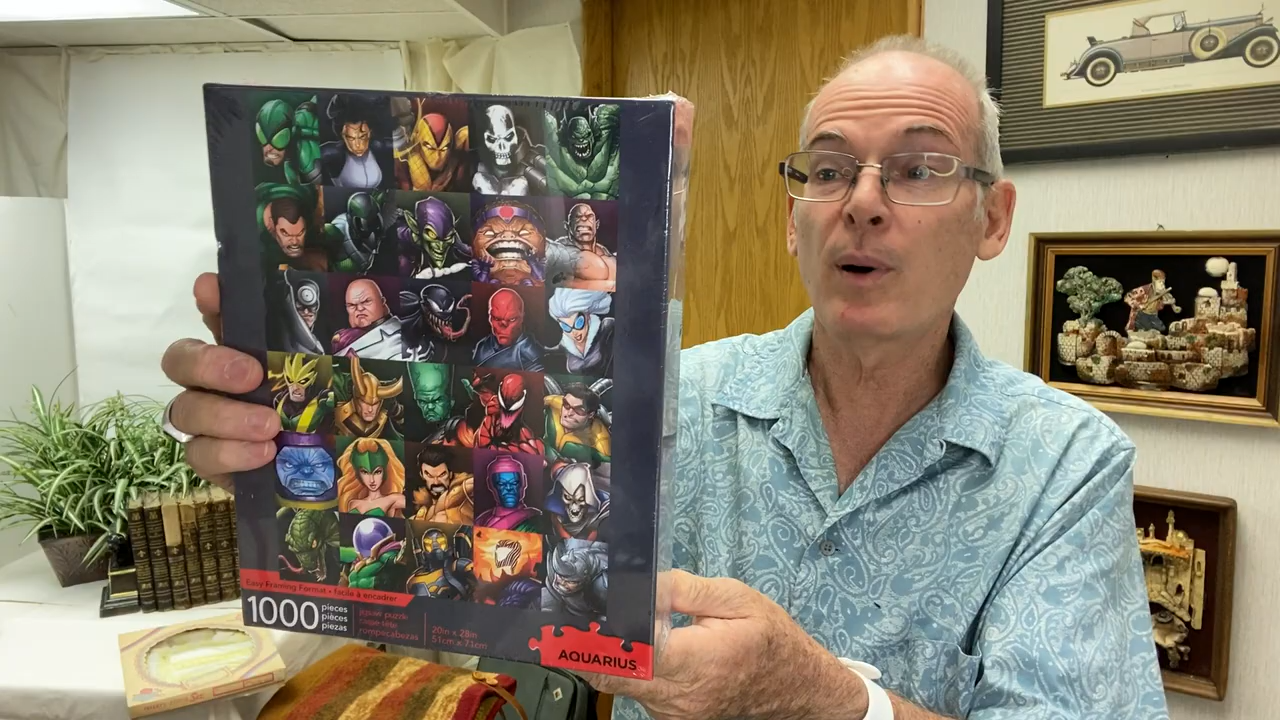 Easy Framing Format • facile à encadrer
1000 pieces
pièces
piezas
jigsaw puzzle
casse-tête
rompecabezas
20in x 28in
51cm x 71cm
AQUARIUS